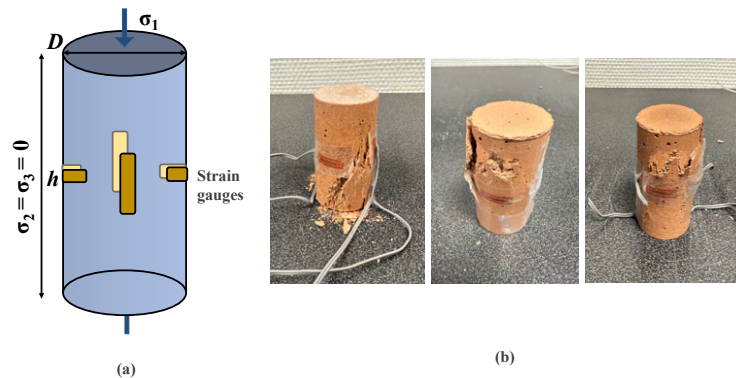 σ₁
D
σ₂ = σ₃ = 0
h
Strain
gauges
(a)
(b)